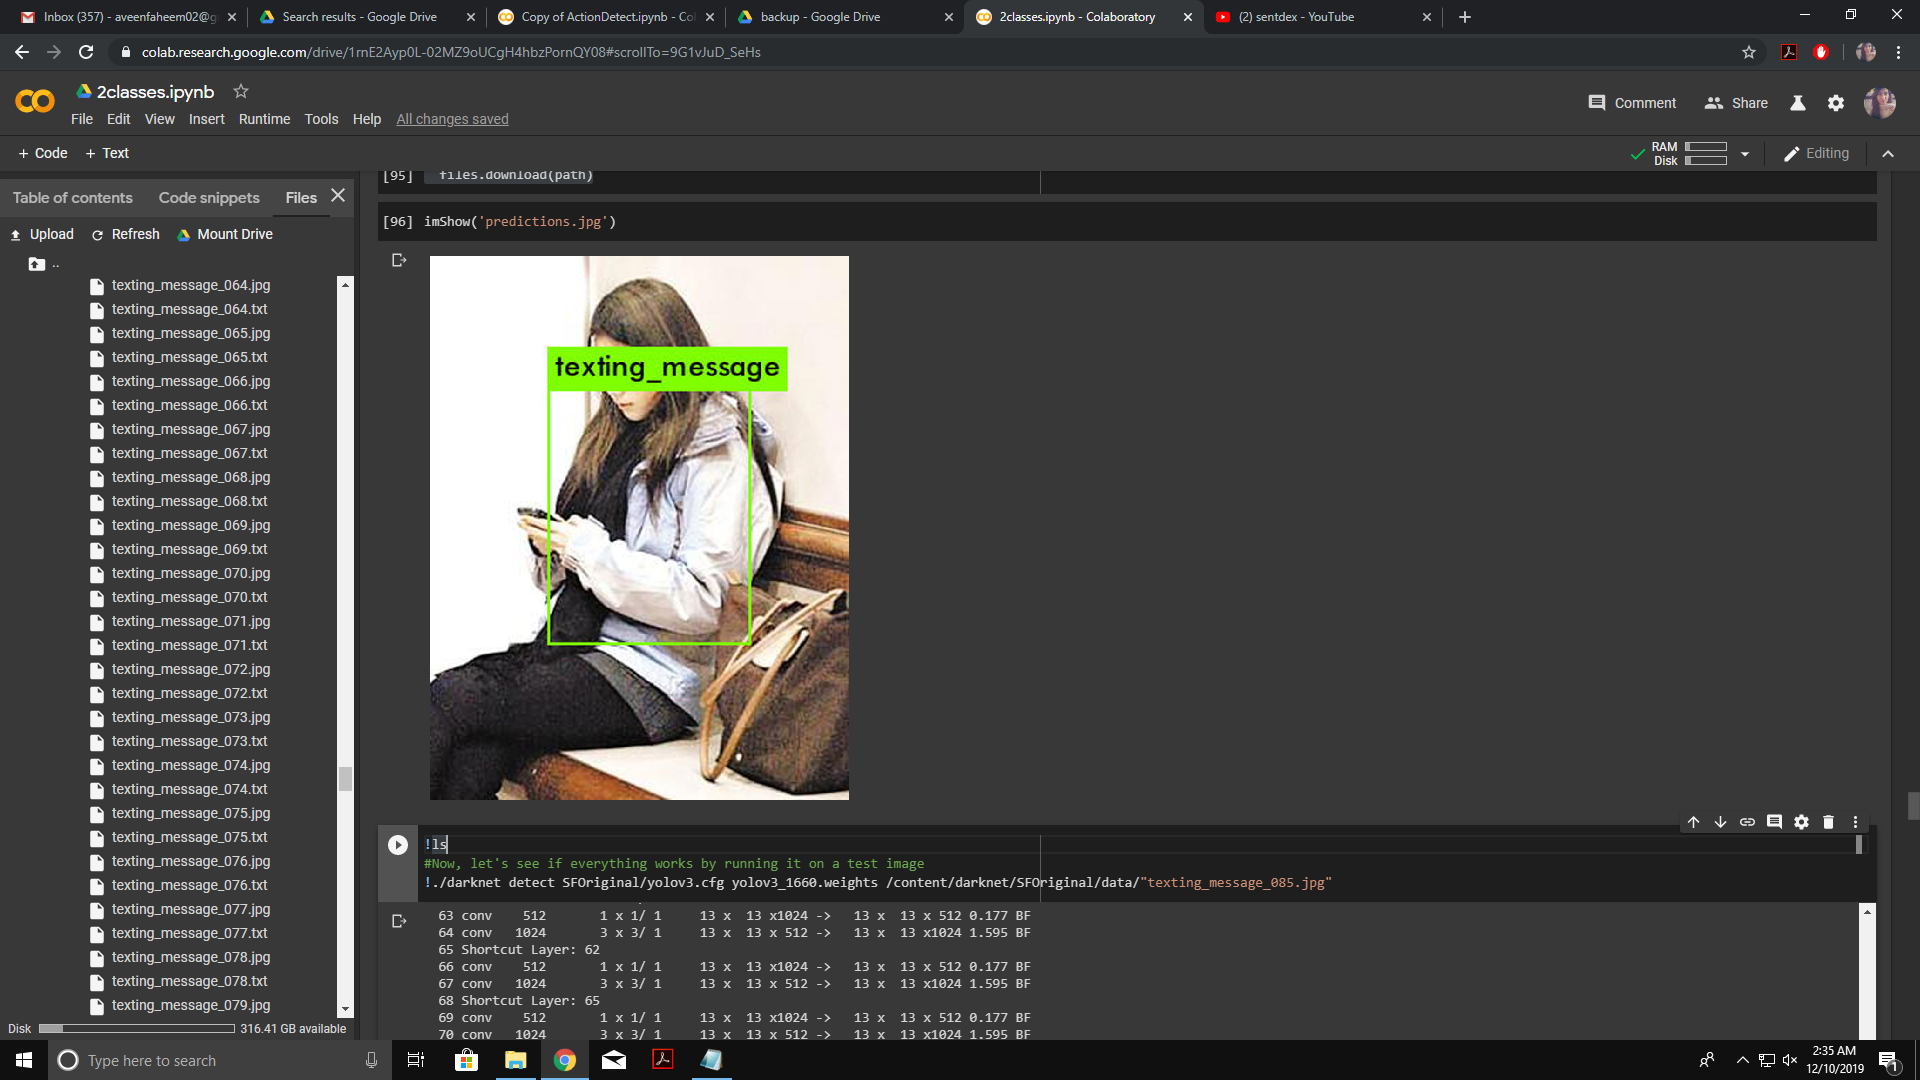 Inbox (357) - aveenfaheem02@g
Search results - Google Drive
Copy of ActionDetect.ipynb - Co
backup - Google Drive
2classes.ipynb - Colaboratory
(2) sentdex - YouTube
colab.research.google.com/drive/1rnE2Ayp0L-02MZ9oUCgH4hbzPornQY08#scrollTo=9G1vJuD_SeHs
2classes.ipynb
Comment
Share
File Edit View Insert Runtime Tools Help All changes saved
+ Code + Text
RAM
Disk
Editing
Table of contents Code snippets Files
Upload Refresh Mount Drive
..
texting_message_064.jpg
texting_message_064.txt
texting_message_065.jpg
texting_message_065.txt
texting_message_066.jpg
texting_message_066.txt
texting_message_067.jpg
texting_message_067.txt
texting_message_068.jpg
texting_message_068.txt
texting_message_069.jpg
texting_message_069.txt
texting_message_070.jpg
texting_message_070.txt
texting_message_071.jpg
texting_message_071.txt
texting_message_072.jpg
texting_message_072.txt
texting_message_073.jpg
texting_message_073.txt
texting_message_074.jpg
texting_message_074.txt
texting_message_075.jpg
texting_message_075.txt
texting_message_076.jpg
texting_message_076.txt
texting_message_077.jpg
texting_message_077.txt
texting_message_078.jpg
texting_message_078.txt
texting_message_079.jpg
Disk 316.41 GB available
[95] files.download(path)
[96] imShow('predictions.jpg')
texting_message
!ls
#Now, let's see if everything works by running it on a test image
!./darknet detect SFOriginal/yolov3.cfg yolov3_1660.weights /content/darknet/SFOriginal/data/"texting_message_085.jpg"
63 conv 512 1 x 1/ 1 13 x 13 x1024 -> 13 x 13 x 512 0.177 BF
64 conv 1024 3 x 3/ 1 13 x 13 x 512 -> 13 x 13 x1024 1.595 BF
65 Shortcut Layer: 62
66 conv 512 1 x 1/ 1 13 x 13 x1024 -> 13 x 13 x 512 0.177 BF
67 conv 1024 3 x 3/ 1 13 x 13 x 512 -> 13 x 13 x1024 1.595 BF
68 Shortcut Layer: 65
69 conv 512 1 x 1/ 1 13 x 13 x1024 -> 13 x 13 x 512 0.177 BF
70 conv 1024 3 x 3/ 1 13 x 13 x 512 -> 13 x 13 x1024 1.595 BF
Type here to search
2:35 AM
12/10/2019
1